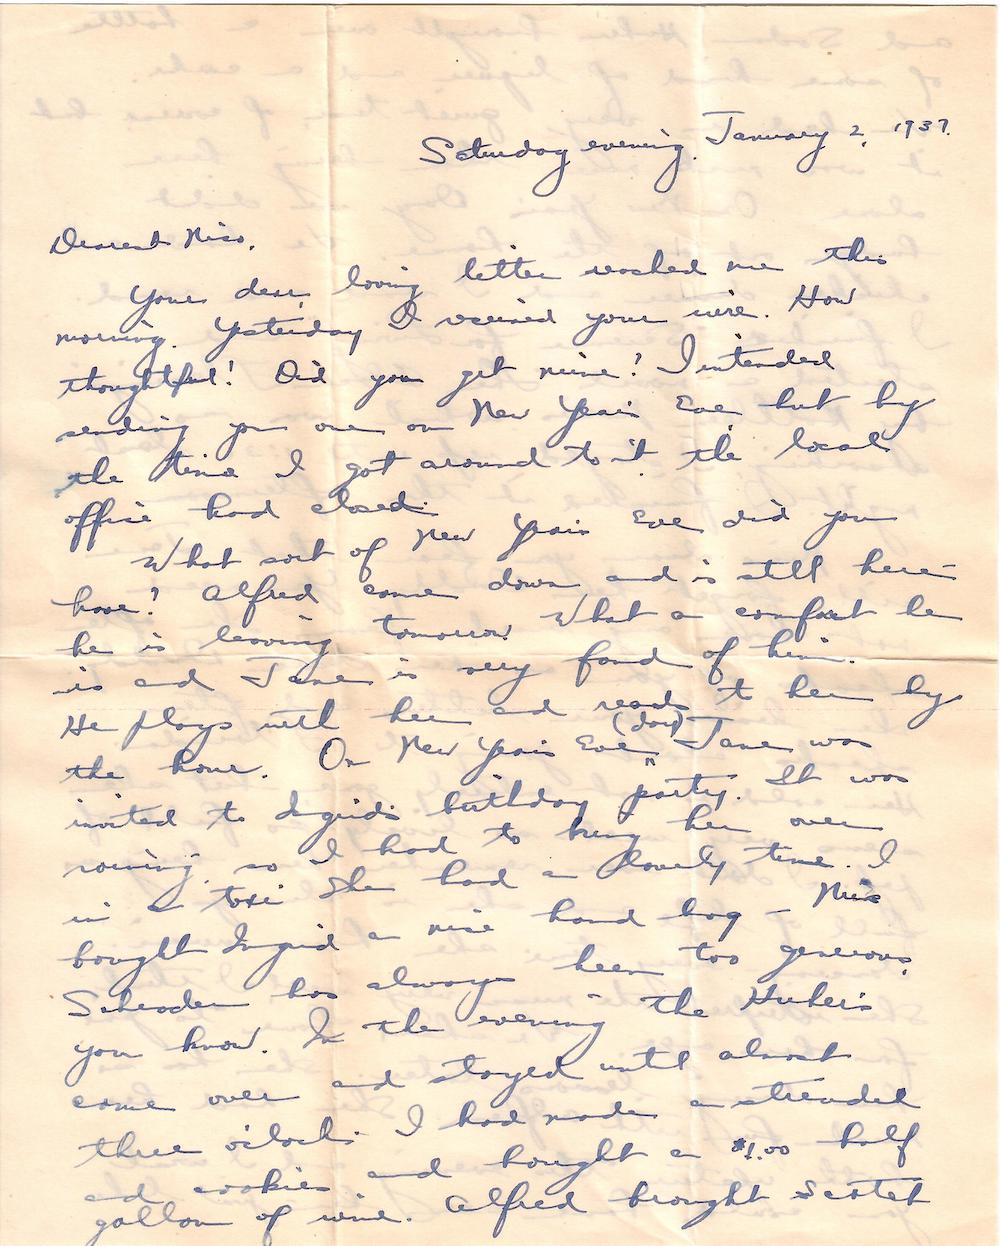 Saturday evening, January 2, 1937.
Dearest Miso,
Your dear, loving letter reached me this
morning. Yesterday I received your wire. How
thoughtful! Did you get mine? I intended
sending you one on New Years Eve but by
the time I got around to it the local
office had closed.
What sort of New Years Eve did you
have? Alfred came down and is still here -
he is leaving tomorrow. What a comfort he
is and Jane is very fond of him.
He plays with her and reads to her by
the hour. On New Years Eve (day) Jane was
invited to Ingrid's birthday party. It was
raining, so I had to bring her over
in a taxi. She had a lovely time. I
bought Ingrid a nice hand bag - Mrs
Schroder has always been too generous,
you know. In the evening the Huber's
came over and stayed until almost
three o'clock. I had made a streudel
and cookies and bought a $1.00 half
gallon of wine. Alfred brought Scotch